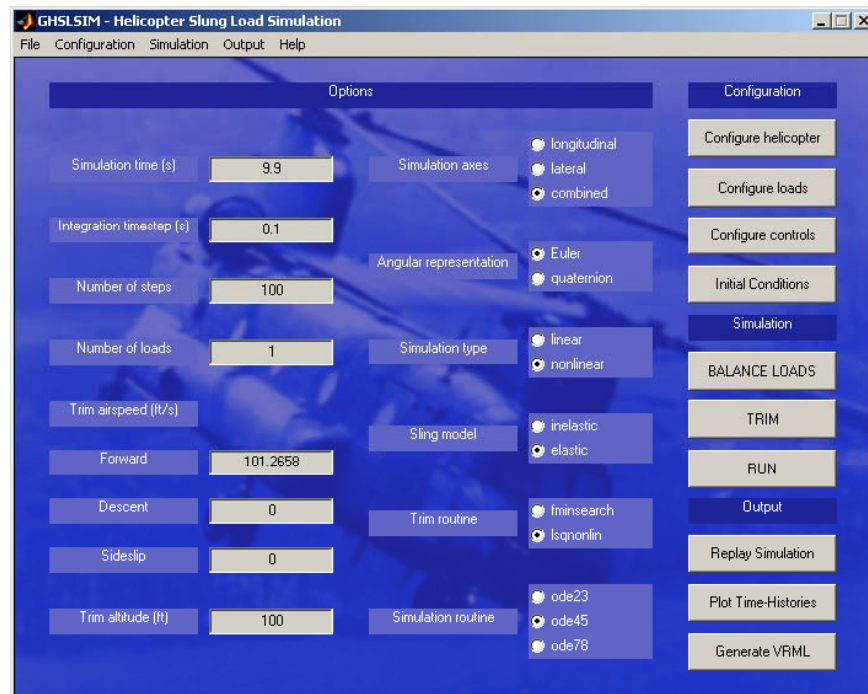 GHSLSIM - Helicopter Slung Load Simulation
File Configuration Simulation Output Help
Options
Simulation time (s) 9.9
Integration timestep (s) 0.1
Number of steps 100
Number of loads 1
Trim airspeed (ft/s)
Forward 101.2658
Descent 0
Sideslip 0
Trim altitude (ft) 100
Simulation axes
longitudinal
lateral
combined
Angular representation
Euler
quaternion
Simulation type
linear
nonlinear
Sling model
inelastic
elastic
Trim routine
fminsearch
lsqnonlin
Simulation routine
ode23
ode45
ode78
Configuration
Configure helicopter
Configure loads
Configure controls
Initial Conditions
Simulation
BALANCE LOADS
TRIM
RUN
Output
Replay Simulation
Plot Time-Histories
Generate VRML